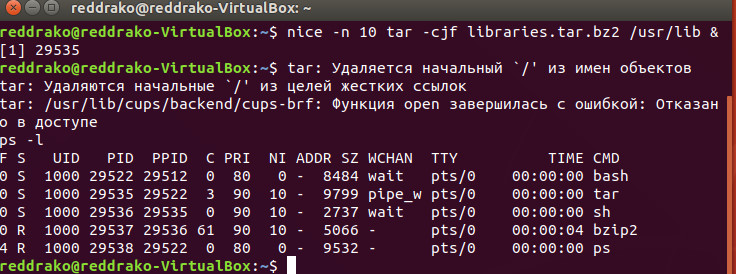 reddrako@reddrako-VirtualBox: ~
reddrako@reddrako-VirtualBox:~$ nice -n 10 tar -cjf libraries.tar.bz2 /usr/lib &
[1] 29535
reddrako@reddrako-VirtualBox:~$ tar: Удаляется начальный `/' из имен объектов
tar: Удаляются начальные `/' из целей жестких ссылок
tar: /usr/lib/cups/backend/cups-brf: Функция open завершилась с ошибкой: Отказан
о в доступе
ps -l
F S   UID   PID  PPID  C PRI  NI ADDR SZ WCHAN  TTY          TIME CMD
0 S  1000 29522 29512  0  80   0 -  8484 wait   pts/0    00:00:00 bash
0 S  1000 29535 29522  3  90  10 -  9799 pipe_w pts/0    00:00:00 tar
0 S  1000 29536 29535  0  90  10 -  2737 wait   pts/0    00:00:00 sh
0 R  1000 29537 29536 61  90  10 -  5066 -      pts/0    00:00:04 bzip2
4 R  1000 29538 29522  0  80   0 -  9532 -      pts/0    00:00:00 ps
reddrako@reddrako-VirtualBox:~$